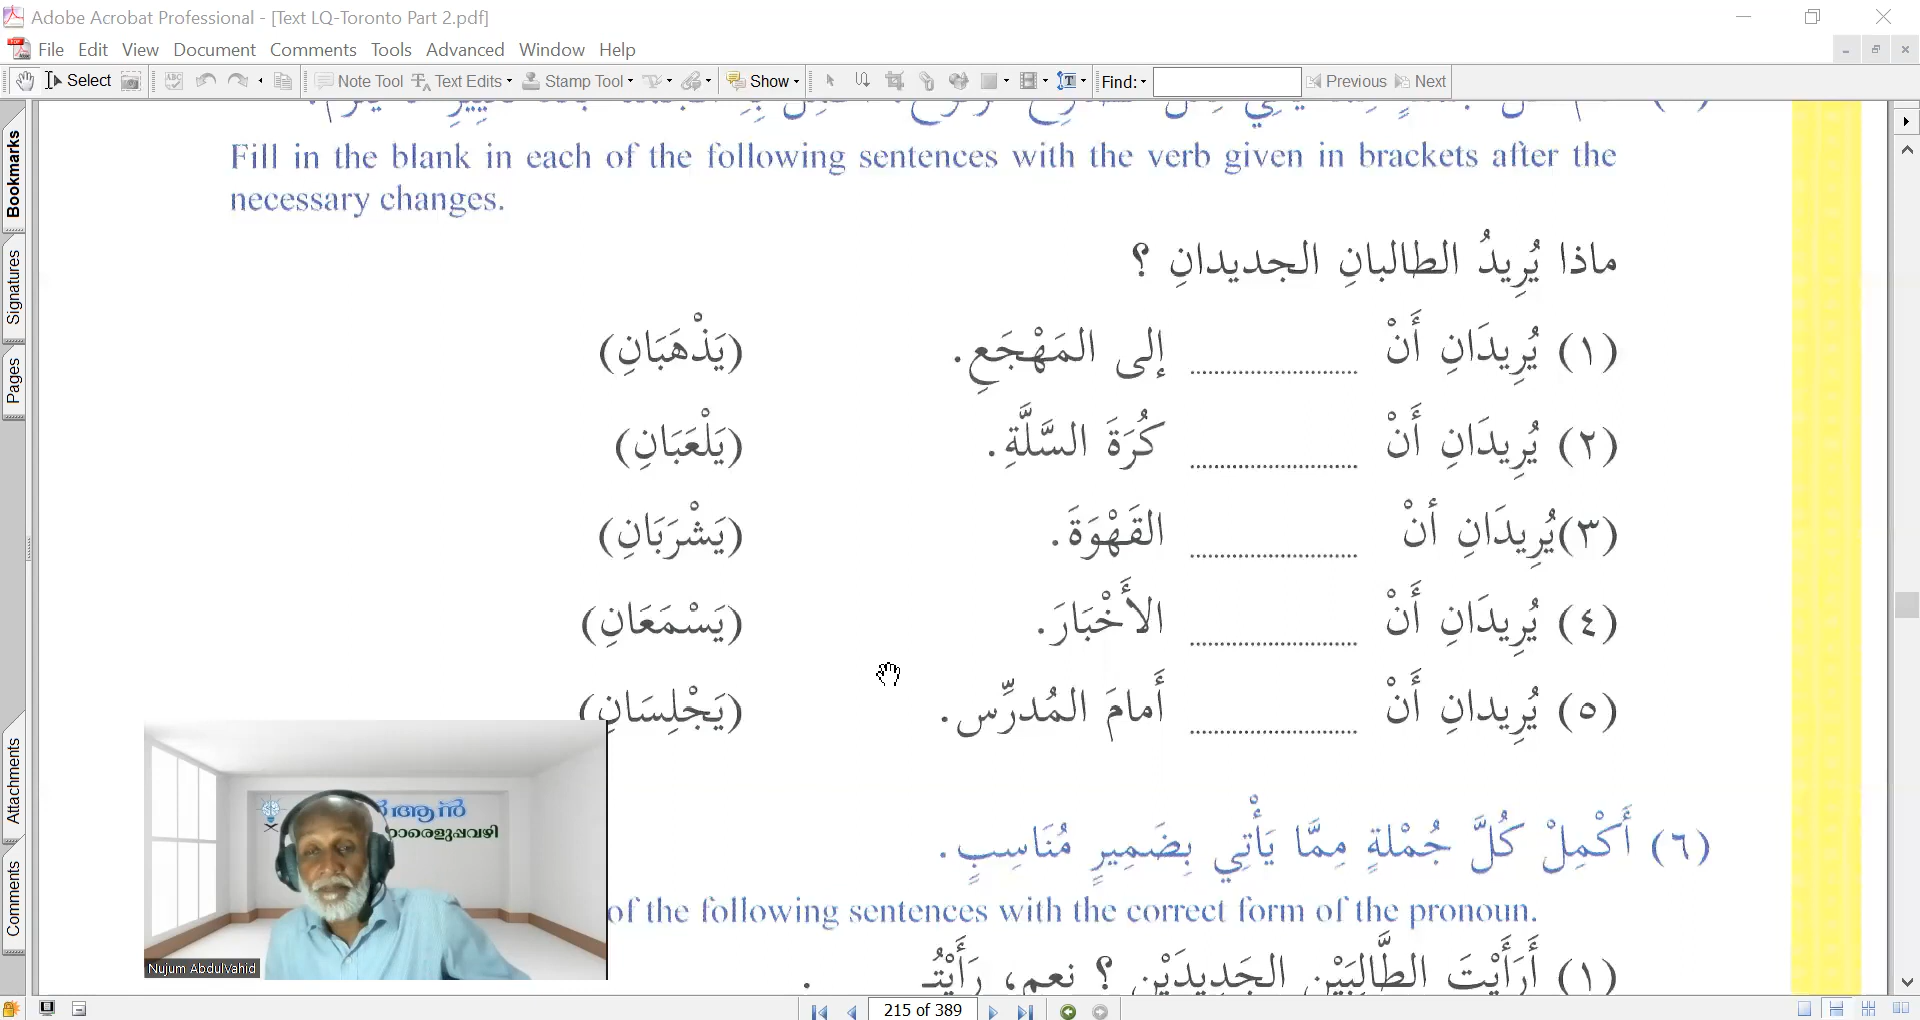 Adobe Acrobat Professional - [Text LQ-Toronto Part 2.pdf]
File Edit View Document Comments Tools Advanced Window Help
Select Note Tool Text Edits Stamp Tool Show Find: Previous Next
Bookmarks
Signatures
Pages
Attachments
Comments
Fill in the blank in each of the following sentences with the verb given in brackets after the
necessary changes.
ماذا يُرِيدُ الطالبانِ الجديدانِ ؟
(١) يُرِيدَانِ أَنْ ........................ إلى المَهْجَعِ. (يَذْهَبَانِ)
(٢) يُرِيدَانِ أَنْ ........................ كُرَةَ السَّلَّةِ. (يَلْعَبَانِ)
(٣)يُرِيدَانِ أنْ ........................ القَهْوَةَ. (يَشْرَبَانِ)
(٤) يُرِيدَانِ أَنْ ........................ الأَخْبَارَ. (يَسْمَعَانِ)
(٥) يُرِيدانِ أَنْ ........................ أَمامَ المُدرِّس. (يَجْلِسَانِ)
(٦) أَكْمِلْ كُلَّ جُمْلةٍ مِمَّا يَأْتِي بِضَمِيرٍ مُنَاسِبٍ.
of the following sentences with the correct form of the pronoun.
(١) أَرَأَيْتَ الطَّالِبَيْنِ الجَدِيدَيْنِ ؟ نعم، رَأَيْتُـ .
Nujum AbdulVahid
215 of 389